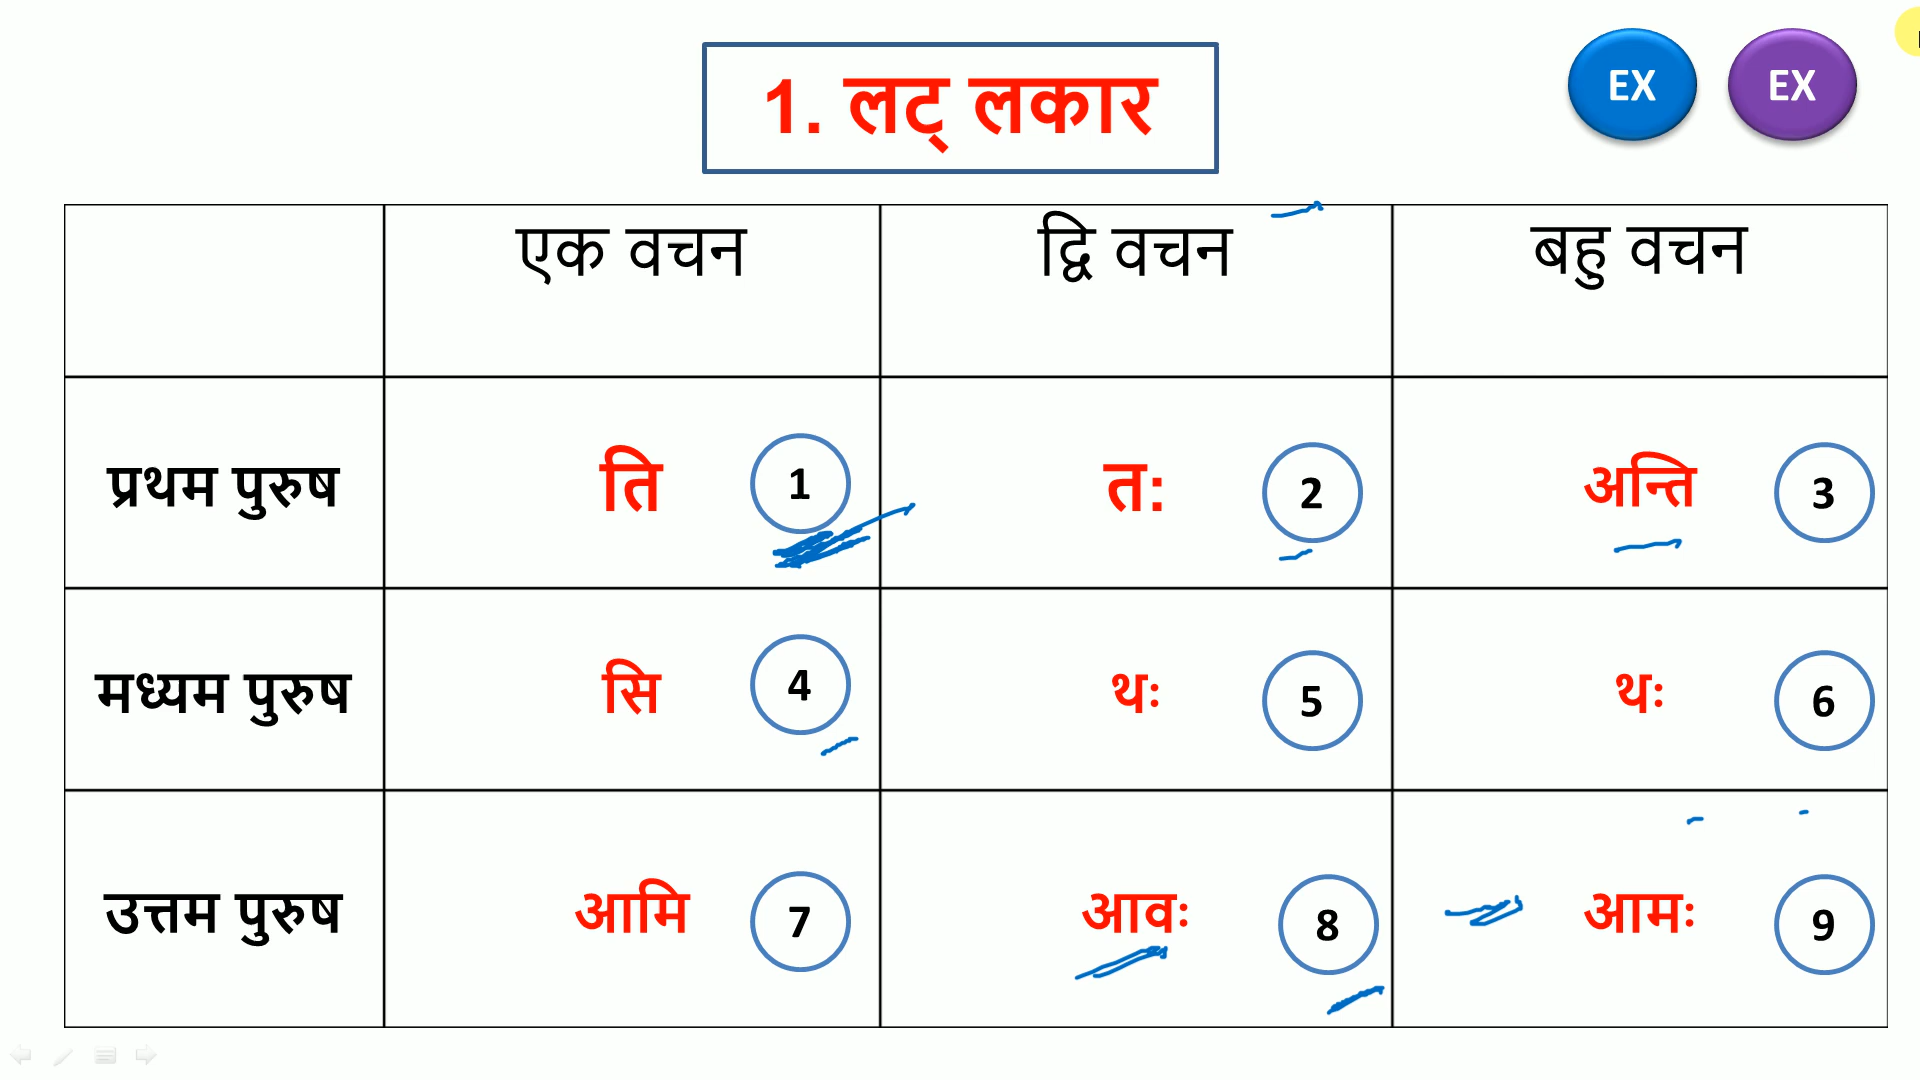 1. लट् लकार
EX EX
एक वचन द्वि वचन बहु वचन
प्रथम पुरुष ति 1 त: 2 अन्ति 3
मध्यम पुरुष सि 4 थः 5 थः 6
उत्तम पुरुष आमि 7 आवः 8 आमः 9